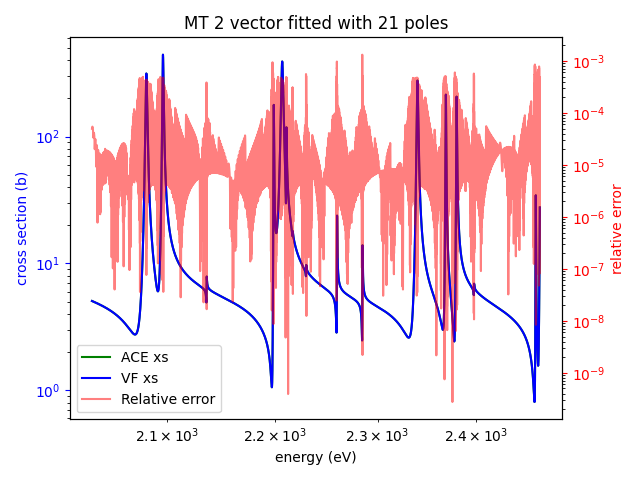 MT 2 vector fitted with 21 poles
10²
10¹
10⁰
cross section (b)
ACE xs
VF xs
Relative error
2.1 × 10³
2.2 × 10³
2.3 × 10³
2.4 × 10³
energy (eV)
10⁻³
10⁻⁴
10⁻⁵
10⁻⁶
10⁻⁷
10⁻⁸
10⁻⁹
relative error